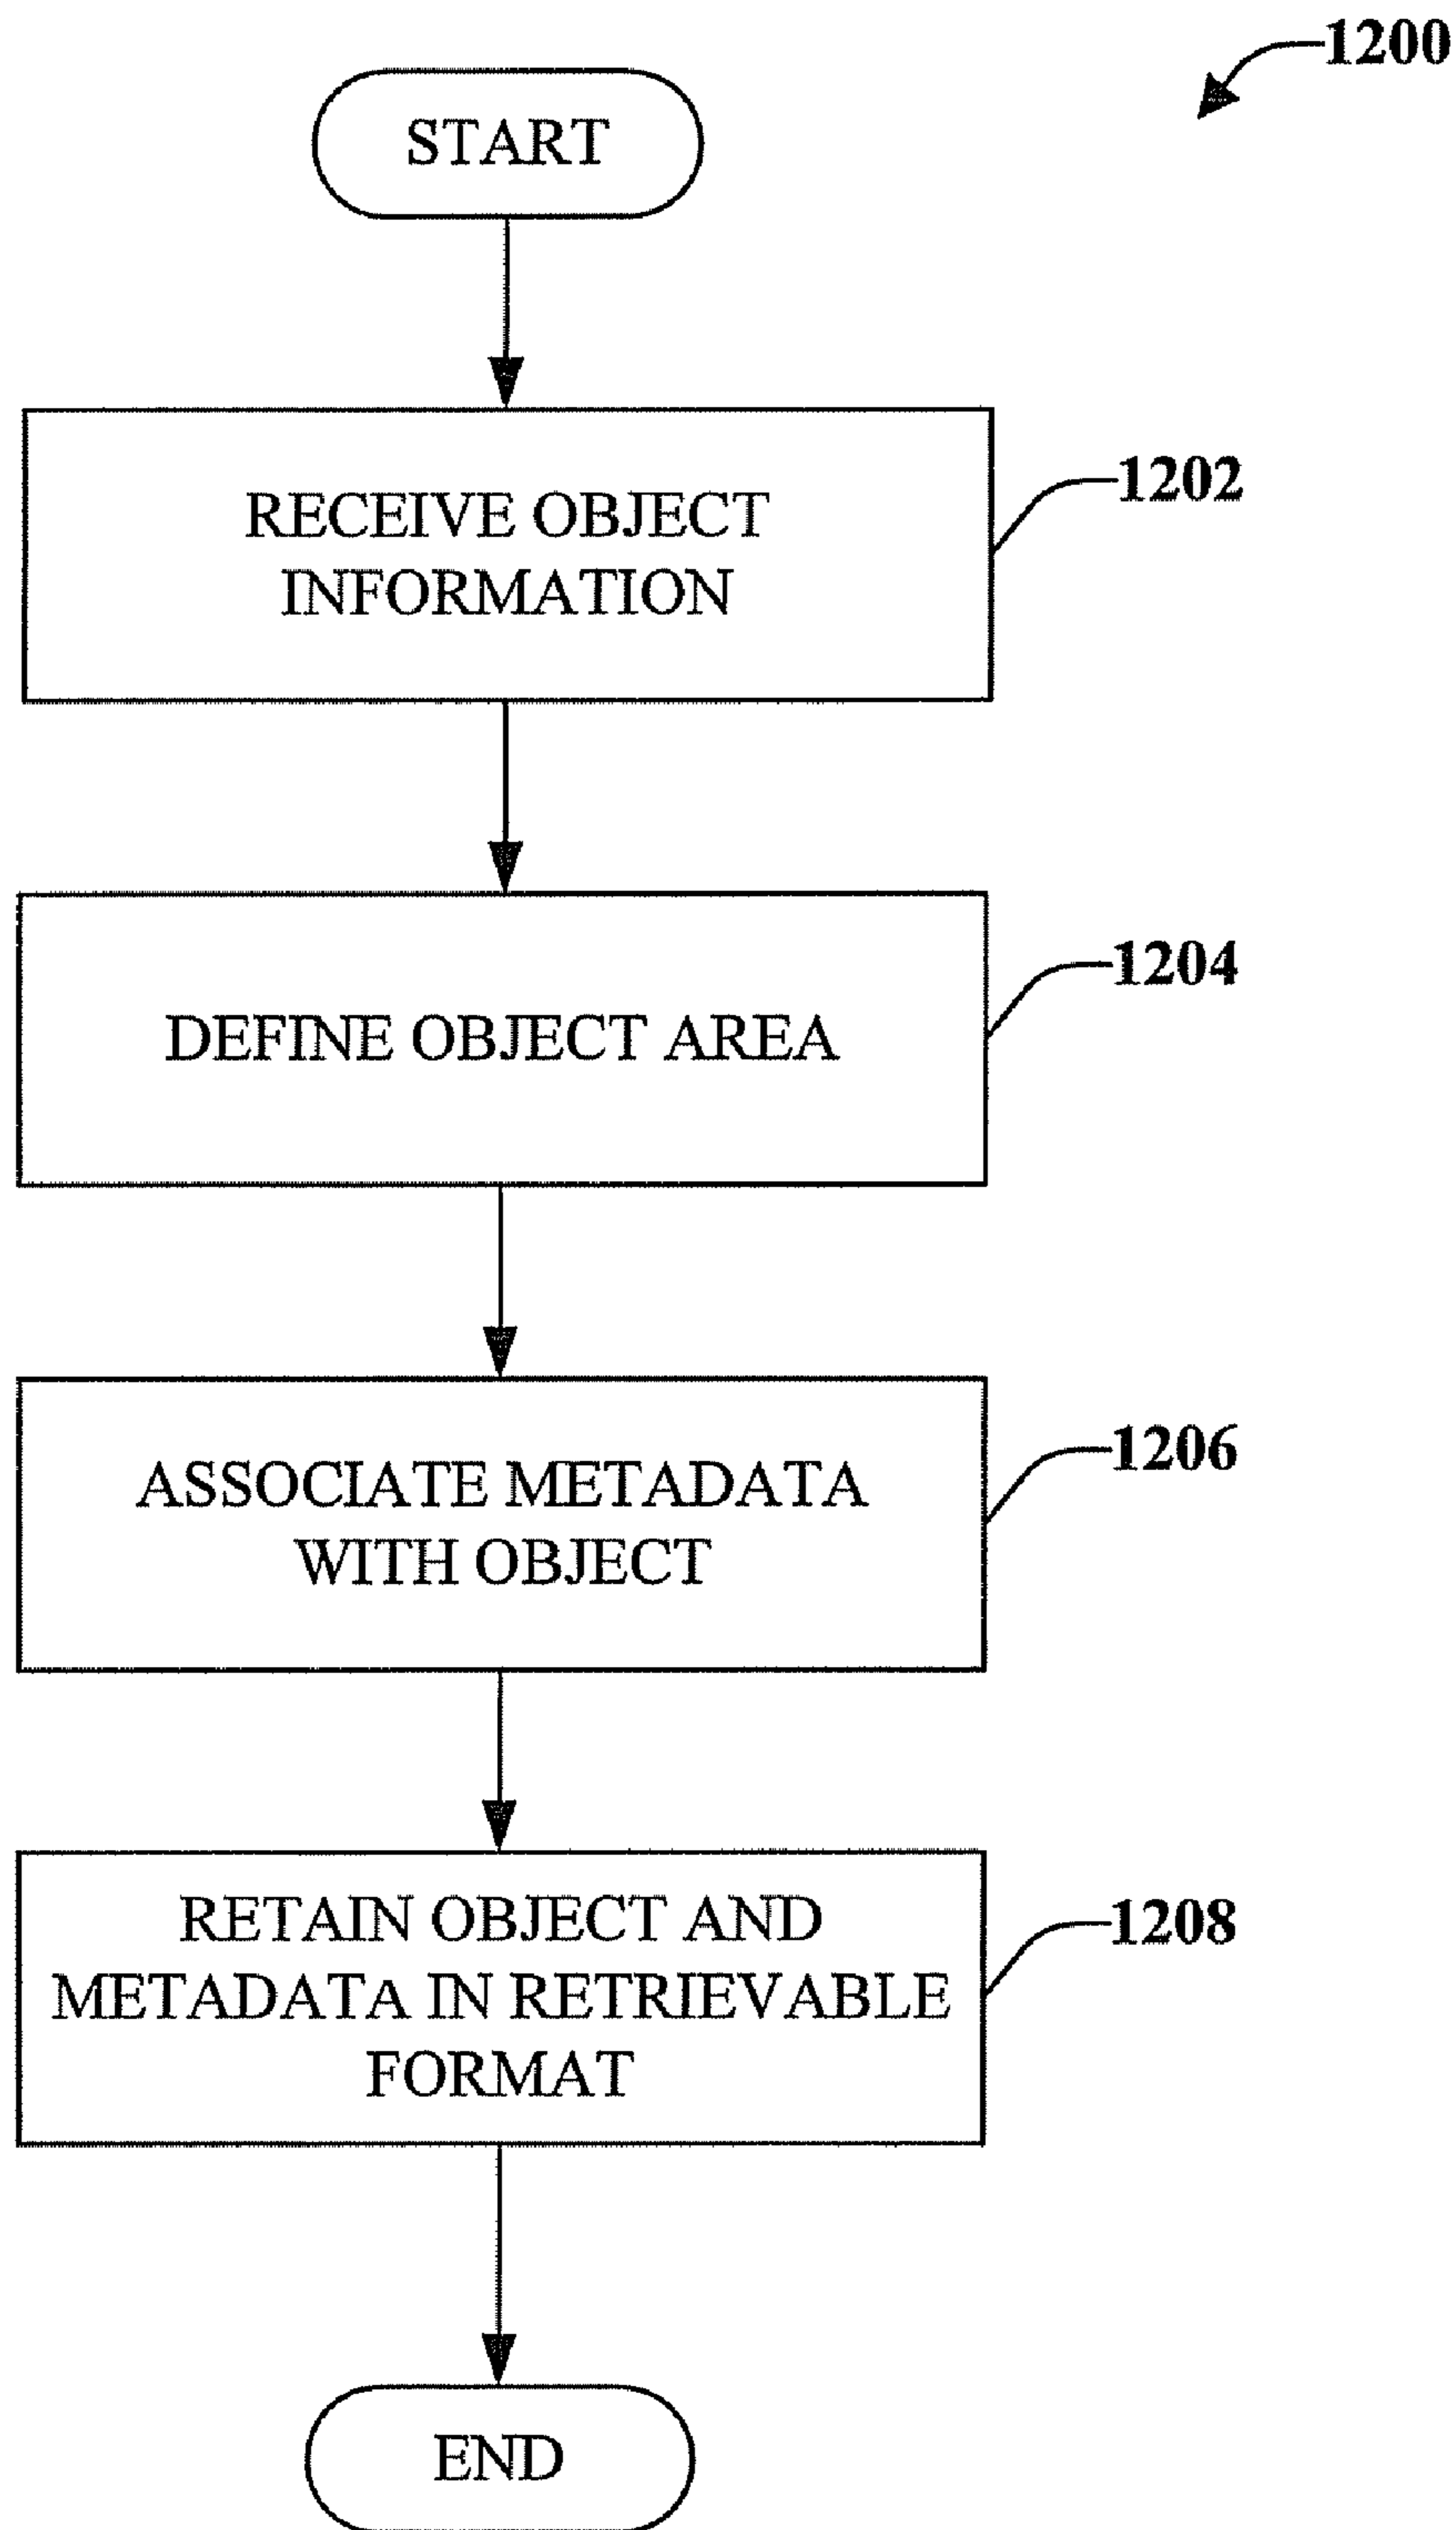 1200
START
RECEIVE OBJECT
INFORMATION
1202
DEFINE OBJECT AREA
1204
ASSOCIATE METADATA
WITH OBJECT
1206
RETAIN OBJECT AND
METADATA IN RETRIEVABLE
FORMAT
1208
END